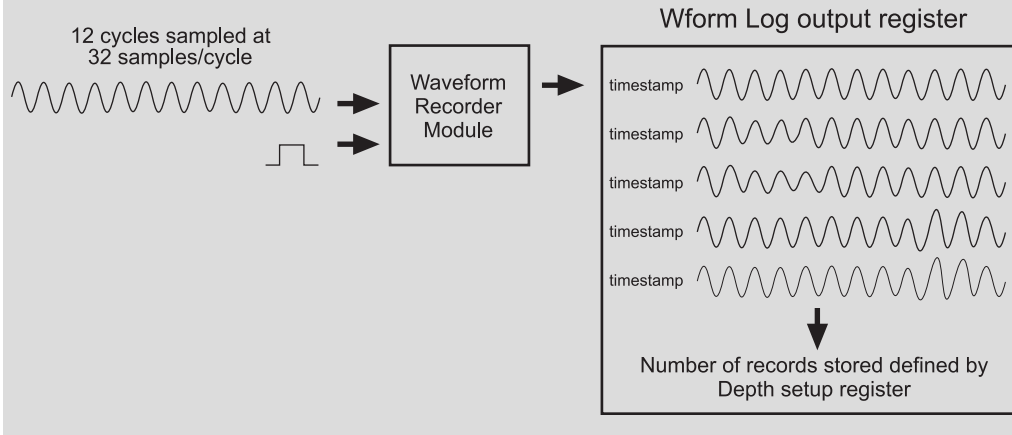 Wform Log output register
12 cycles sampled at
32 samples/cycle
Waveform
Recorder
Module
timestamp
timestamp
timestamp
timestamp
timestamp
Number of records stored defined by
Depth setup register